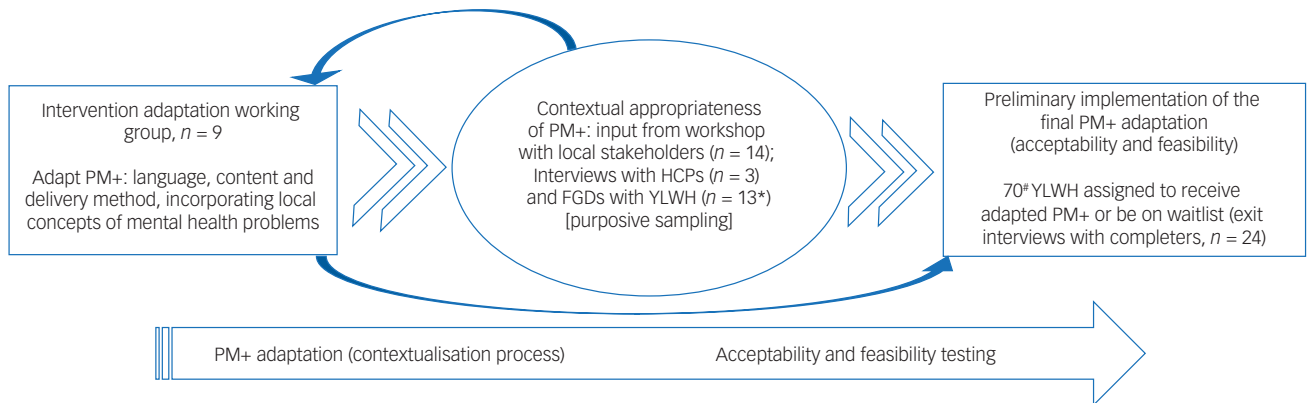 Intervention adaptation working
group, n = 9
Adapt PM+: language, content and
delivery method, incorporating local
concepts of mental health problems
Contextual appropriateness
of PM+: input from workshop
with local stakeholders (n = 14);
Interviews with HCPs (n = 3)
and FGDs with YLWH (n = 13*)
[purposive sampling]
Preliminary implementation of the
final PM+ adaptation
(acceptability and feasibility)
70# YLWH assigned to receive
adapted PM+ or be on waitlist (exit
interviews with completers, n = 24)
PM+ adaptation (contextualisation process)
Acceptability and feasibility testing